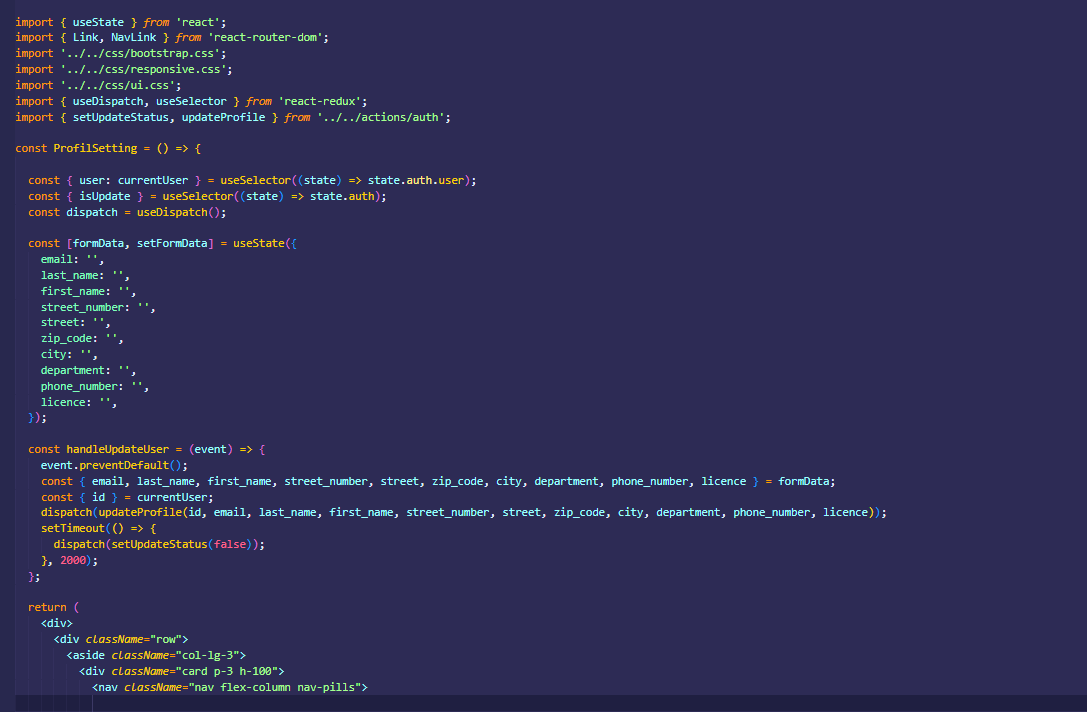 import { useState } from 'react';
import { Link, NavLink } from 'react-router-dom';
import '../../css/bootstrap.css';
import '../../css/responsive.css';
import '../../css/ui.css';
import { useDispatch, useSelector } from 'react-redux';
import { setUpdateStatus, updateProfile } from '../../actions/auth';
const ProfilSetting = () => {
const { user: currentUser } = useSelector((state) => state.auth.user);
const { isUpdate } = useSelector((state) => state.auth);
const dispatch = useDispatch();
const [formData, setFormData] = useState({
email: '',
last_name: '',
first_name: '',
street_number: '',
street: '',
zip_code: '',
city: '',
department: '',
phone_number: '',
licence: '',
});
const handleUpdateUser = (event) => {
event.preventDefault();
const { email, last_name, first_name, street_number, street, zip_code, city, department, phone_number, licence } = formData;
const { id } = currentUser;
dispatch(updateProfile(id, email, last_name, first_name, street_number, street, zip_code, city, department, phone_number, licence));
setTimeout(() => {
dispatch(setUpdateStatus(false));
}, 2000);
};
return (
<div>
<div className="row">
<aside className="col-lg-3">
<div className="card p-3 h-100">
<nav className="nav flex-column nav-pills">